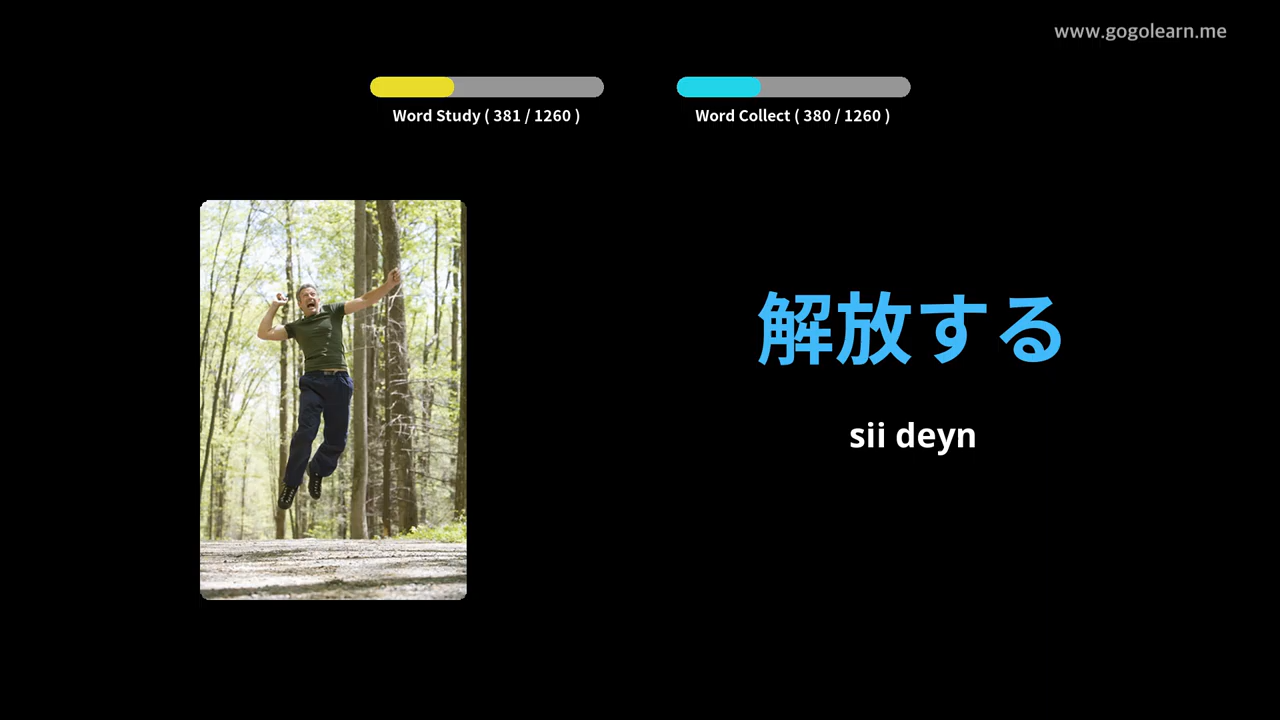 www.gogolearn.me
Word Study ( 381 / 1260 )
Word Collect ( 380 / 1260 )
解放する
sii deyn